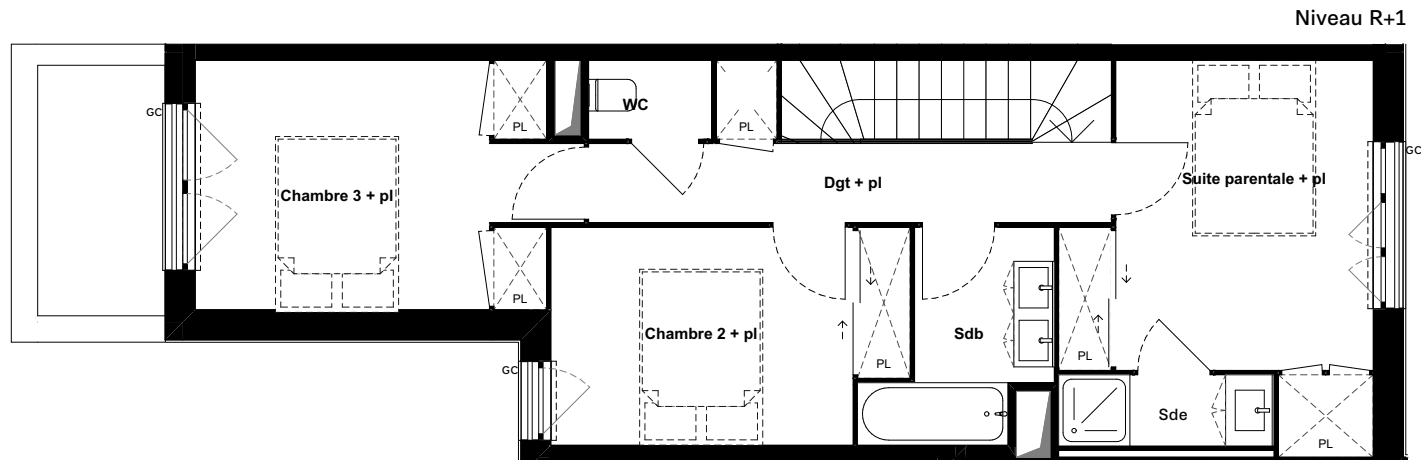 Niveau R+1
GC
PL
WC
PL
GC
Chambre 3 + pl
Dgt + pl
Suite parentale + pl
PL
Chambre 2 + pl
Sdb
PL
PL
GC
Sde
PL